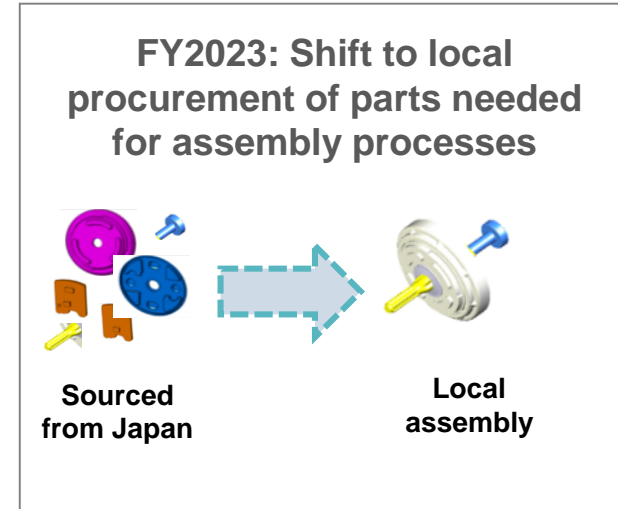 FY2023: Shift to local
procurement of parts needed
for assembly processes
Sourced
from Japan
Local
assembly